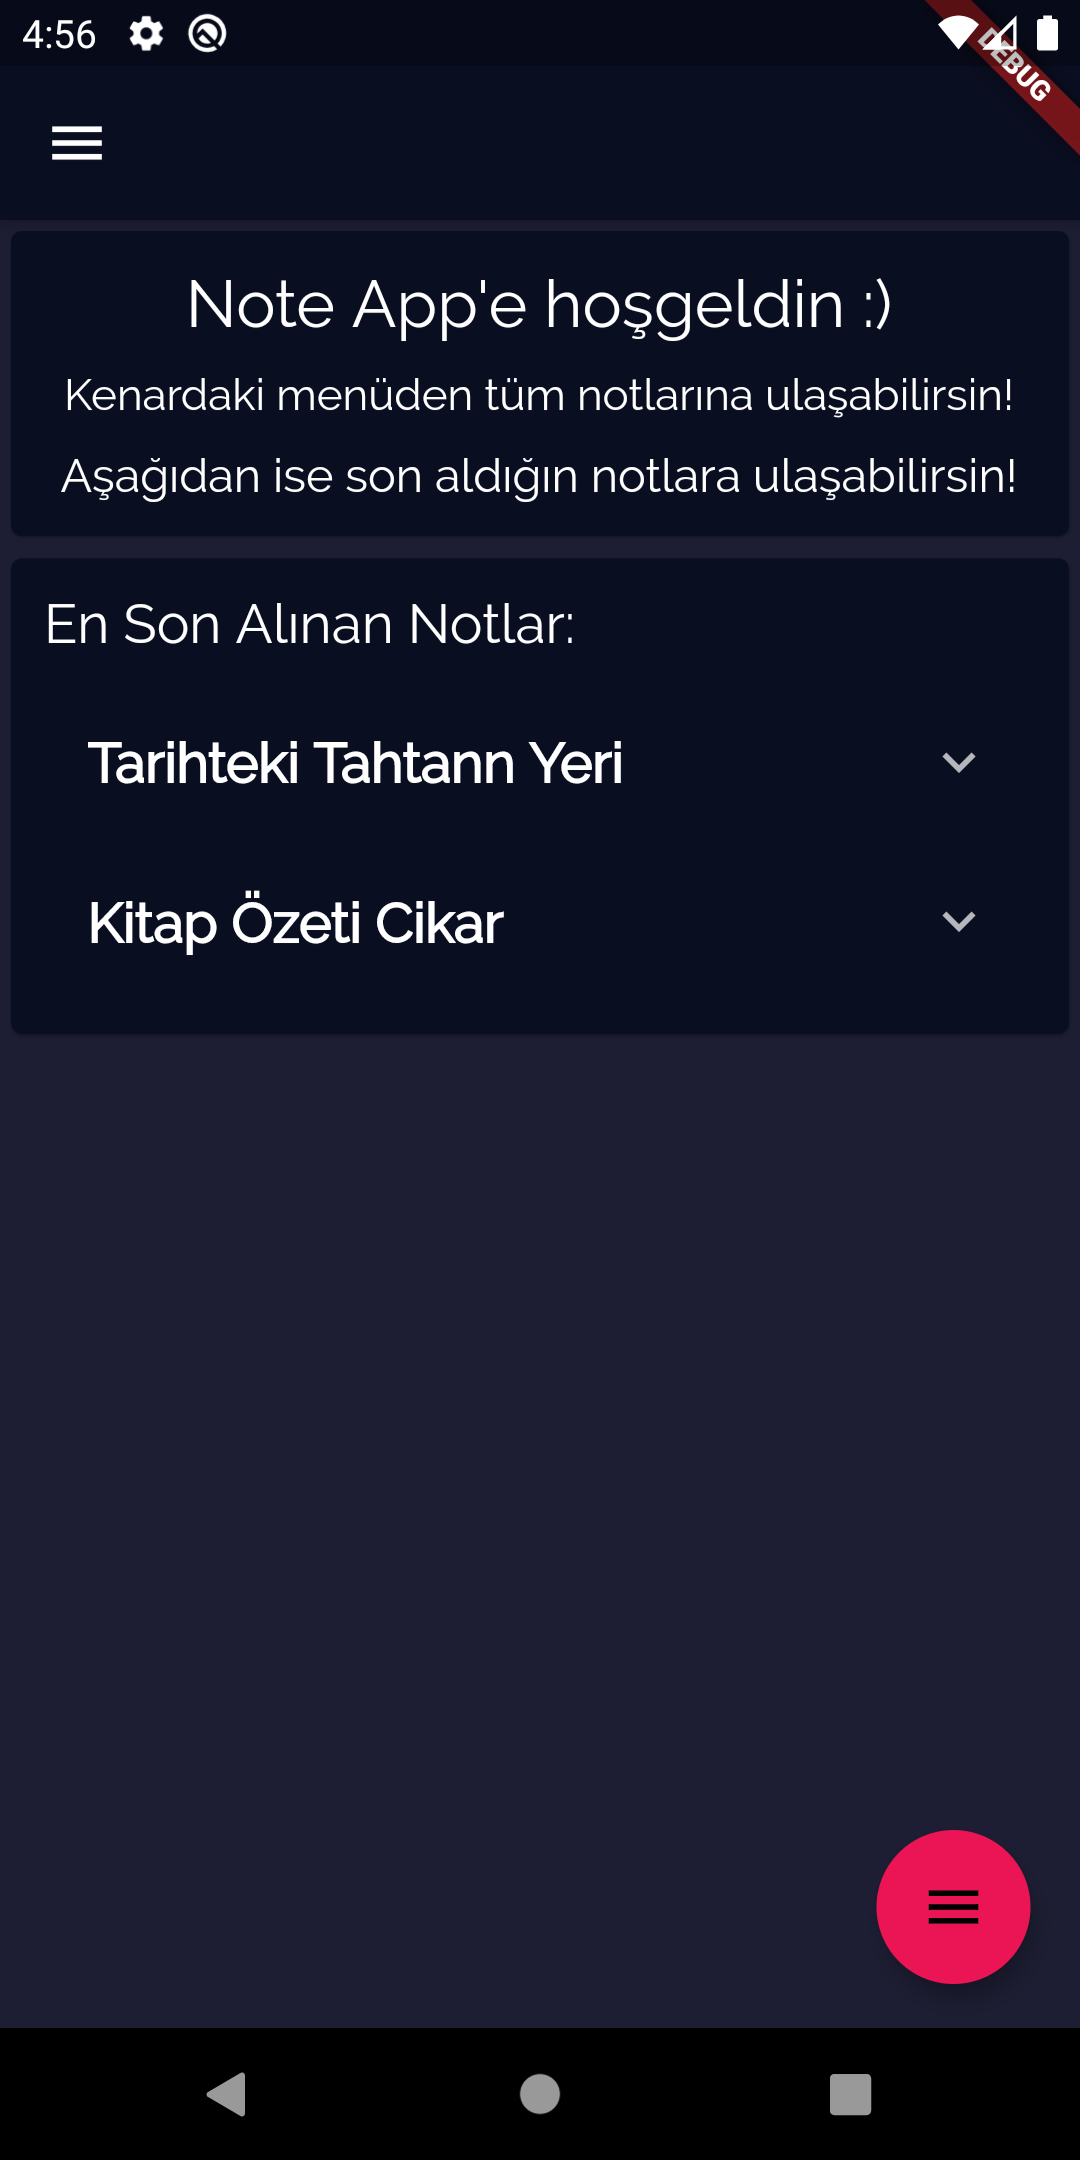 4:56
DEBUG
Note App'e hoşgeldin :)
Kenardaki menüden tüm notlarına ulaşabilirsin!
Aşağıdan ise son aldığın notlara ulaşabilirsin!
En Son Alınan Notlar:
Tarihteki Tahtann Yeri
Kitap Özeti Cikar